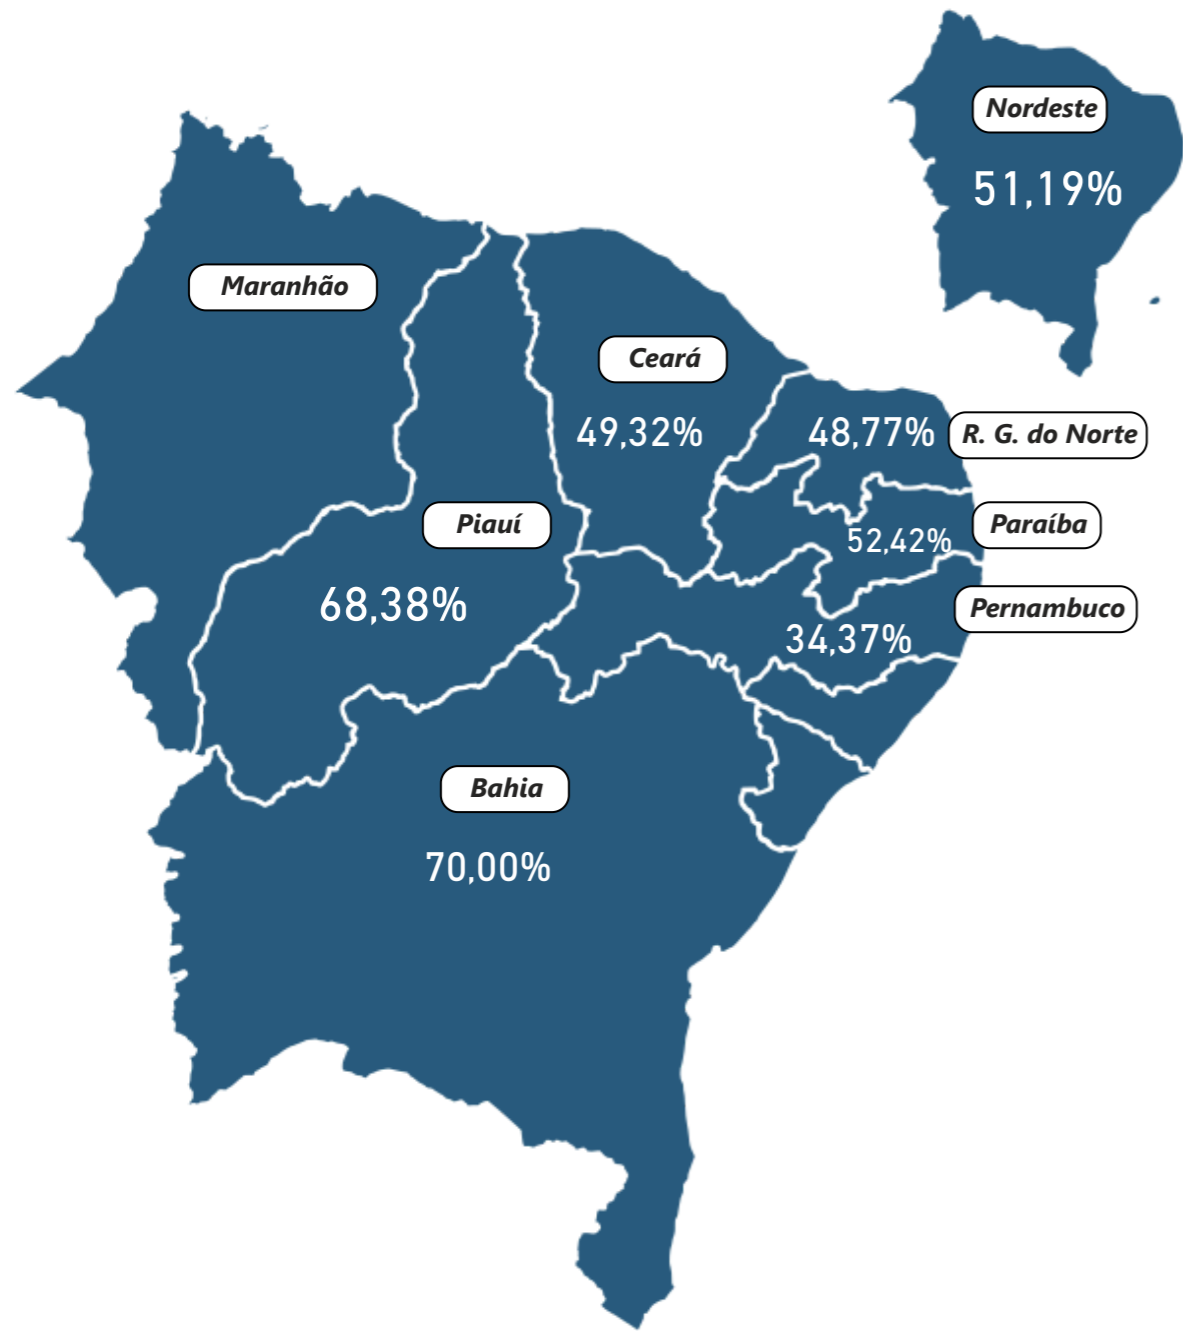 Nordeste
51,19%
Maranhão
Ceará
49,32%
48,77%
R. G. do Norte
Piauí
68,38%
Paraíba
52,42%
Pernambuco
34,37%
Bahia
70,00%